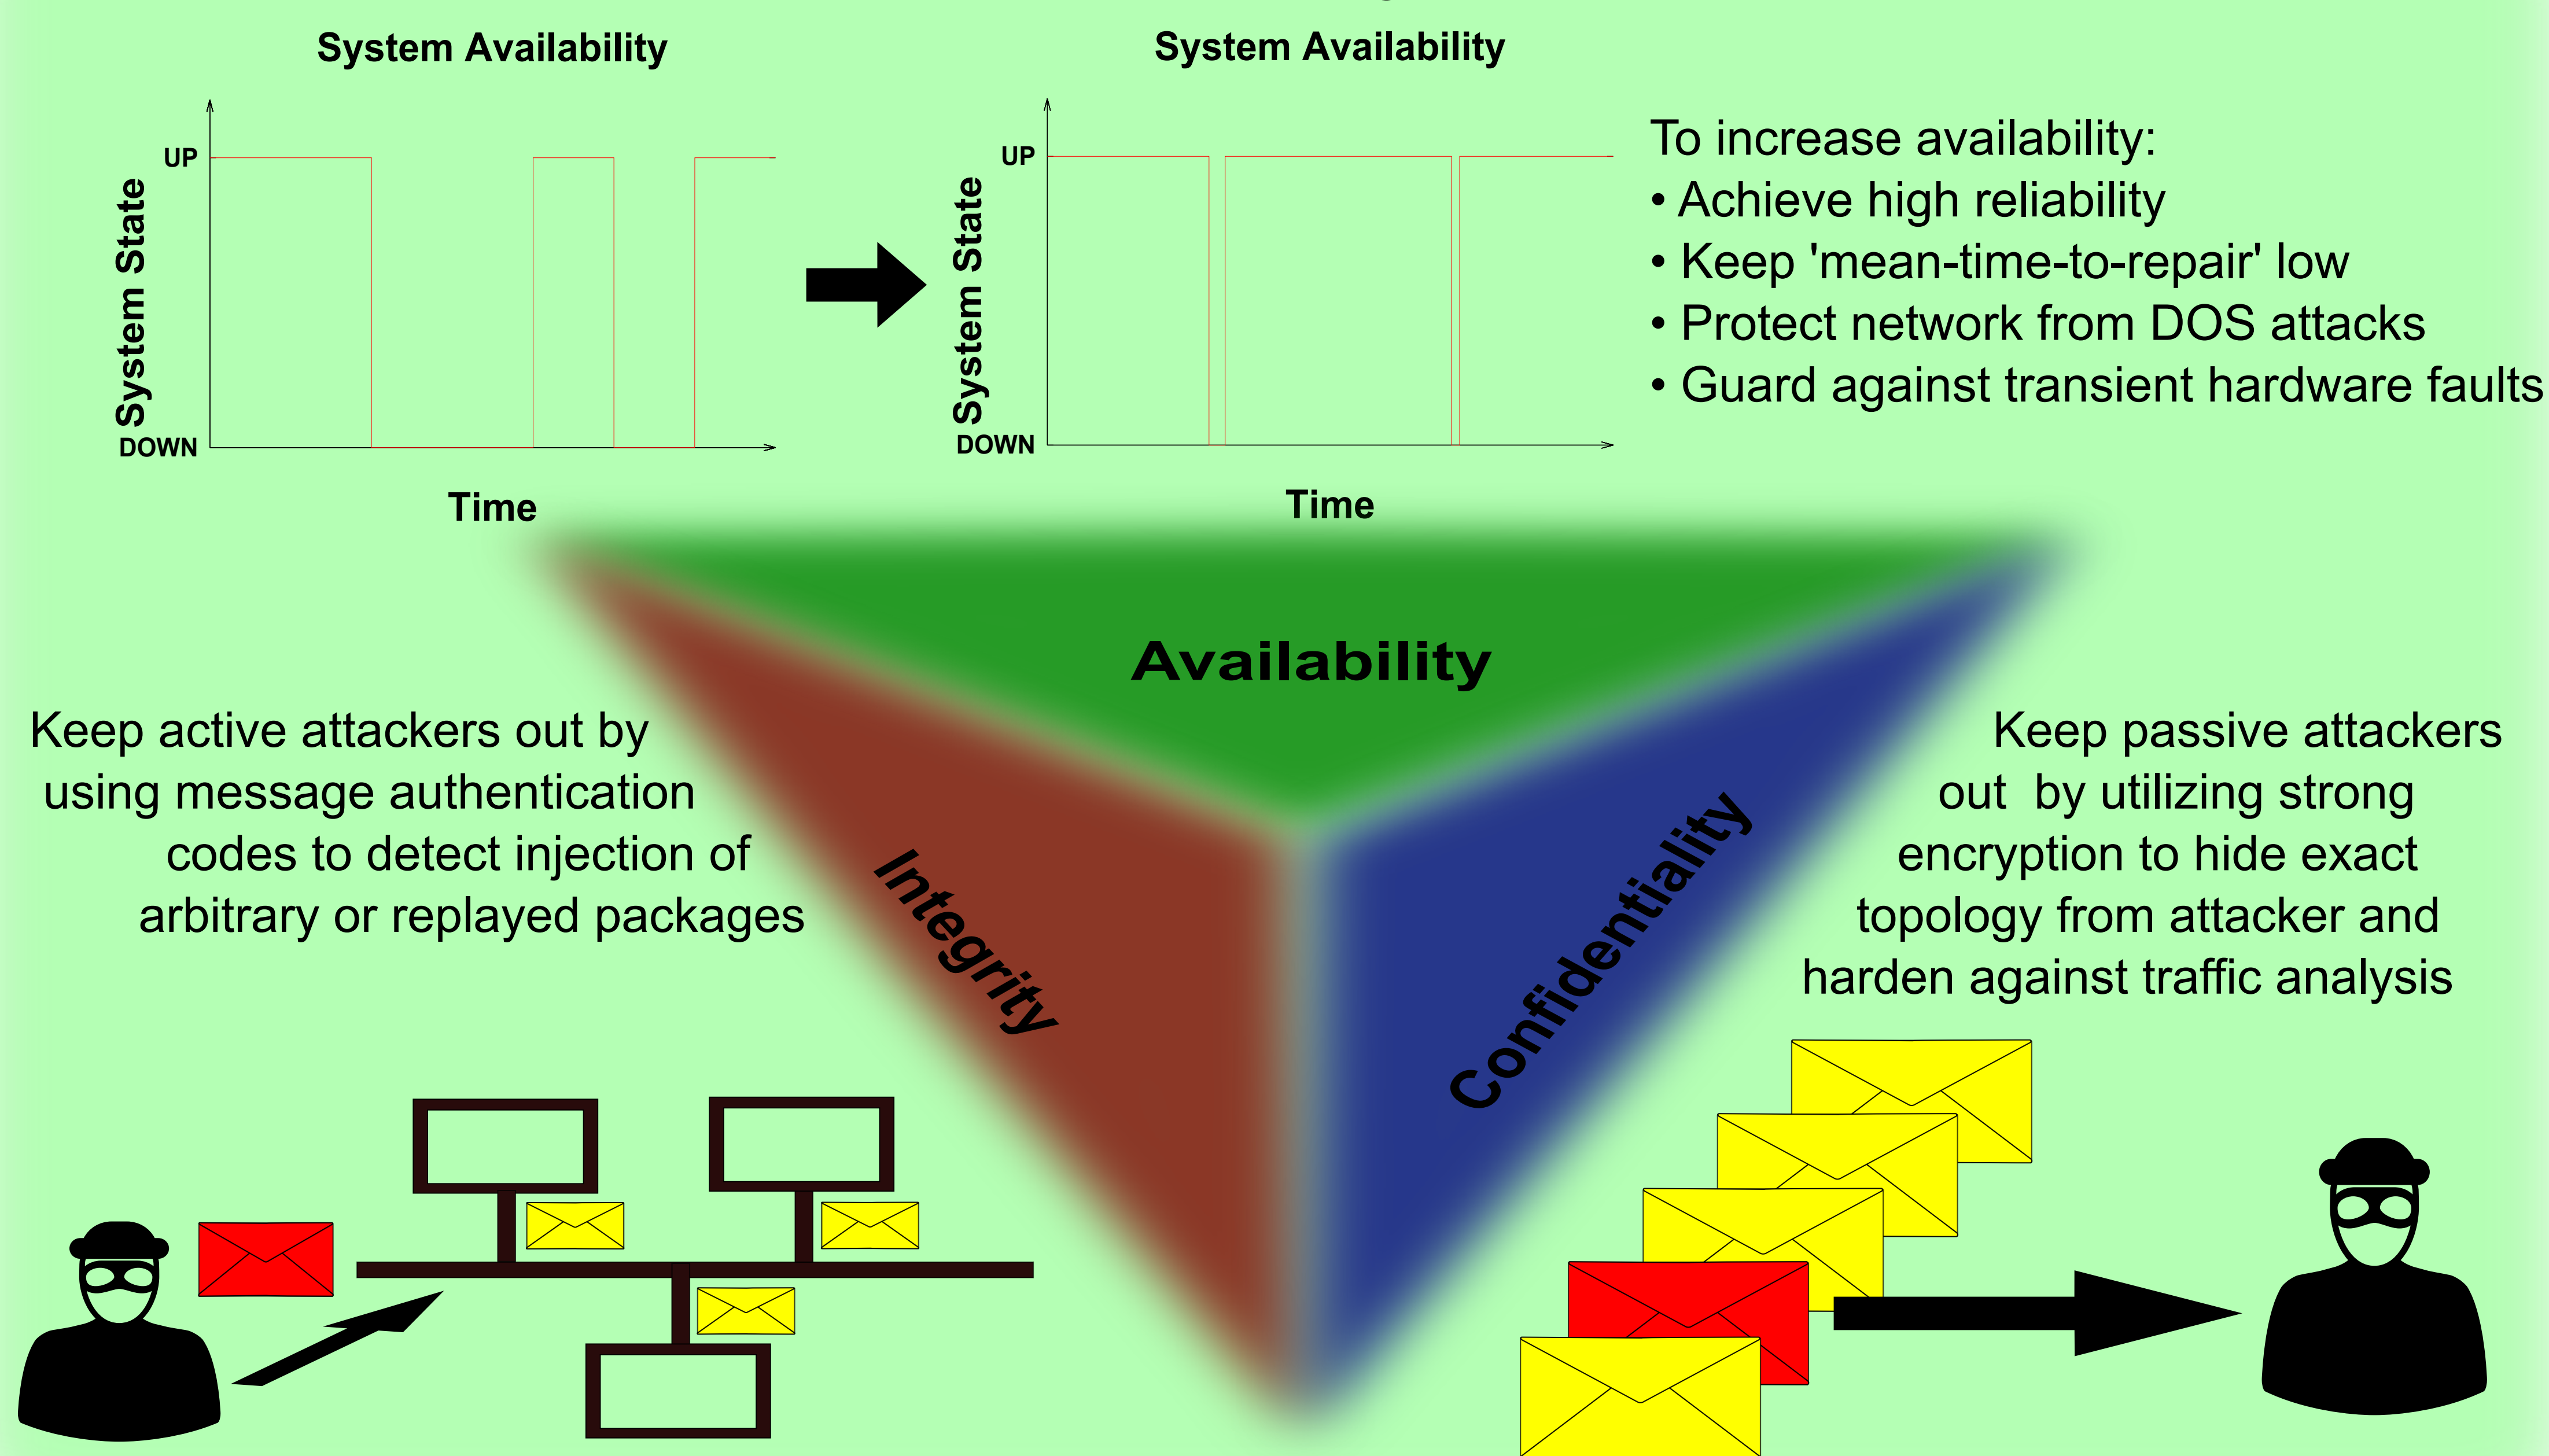 System Availability
UP
System State
DOWN
Time
System Availability
UP
System State
DOWN
Time
To increase availability:
• Achieve high reliability
• Keep 'mean-time-to-repair' low
• Protect network from DOS attacks
• Guard against transient hardware faults
Availability
Keep active attackers out by
using message authentication
codes to detect injection of
arbitrary or replayed packages
Integrity
Confidentiality
Keep passive attackers
out by utilizing strong
encryption to hide exact
topology from attacker and
harden against traffic analysis